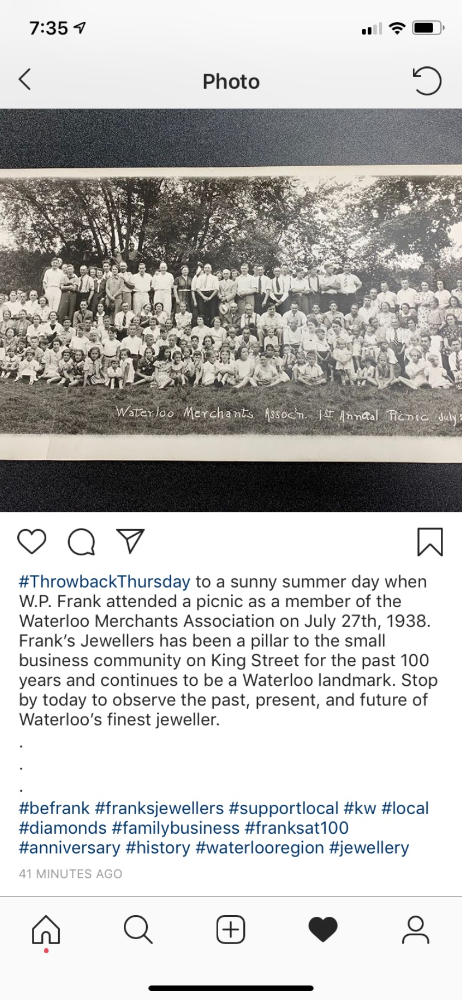 7:35
Photo
Waterloo Merchants Assoc'n. 1st Annual Picnic July
#ThrowbackThursday to a sunny summer day when
W.P. Frank attended a picnic as a member of the
Waterloo Merchants Association on July 27th, 1938.
Frank’s Jewellers has been a pillar to the small
business community on King Street for the past 100
years and continues to be a Waterloo landmark. Stop
by today to observe the past, present, and future of
Waterloo’s finest jeweller.
.
.
.
#befrank #franksjewellers #supportlocal #kw #local
#diamonds #familybusiness #franksat100
#anniversary #history #waterlooregion #jewellery
41 MINUTES AGO